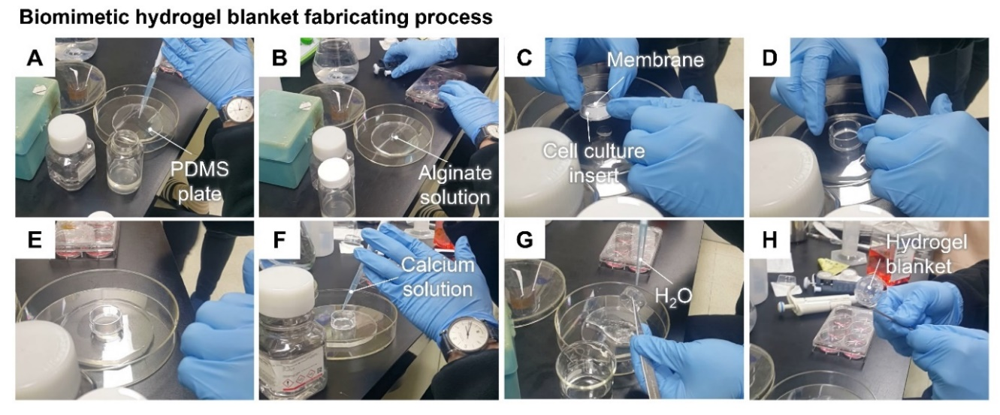 Biomimetic hydrogel blanket fabricating process
A
PDMS
plate
B
Alginate
solution
C
Membrane
Cell culture
insert
D
E
F
Calcium
solution
G
H₂O
H
Hydrogel
blanket